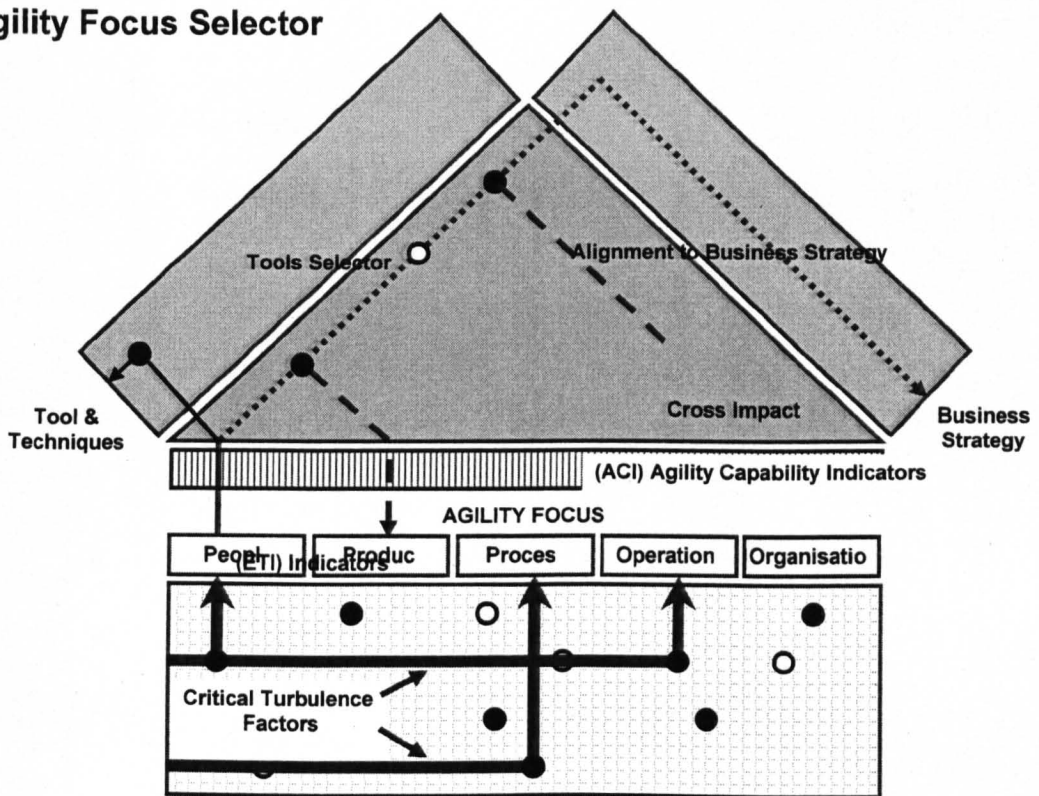 gility Focus Selector
Tools Selector
Alignment to Business Strategy
Cross Impact
Tool &
Techniques
Business
Strategy
(ACI) Agility Capability Indicators
AGILITY FOCUS
Peopl
Produc
Proces
Operation
Organisatio
(ETI) Indicators
Critical Turbulence
Factors